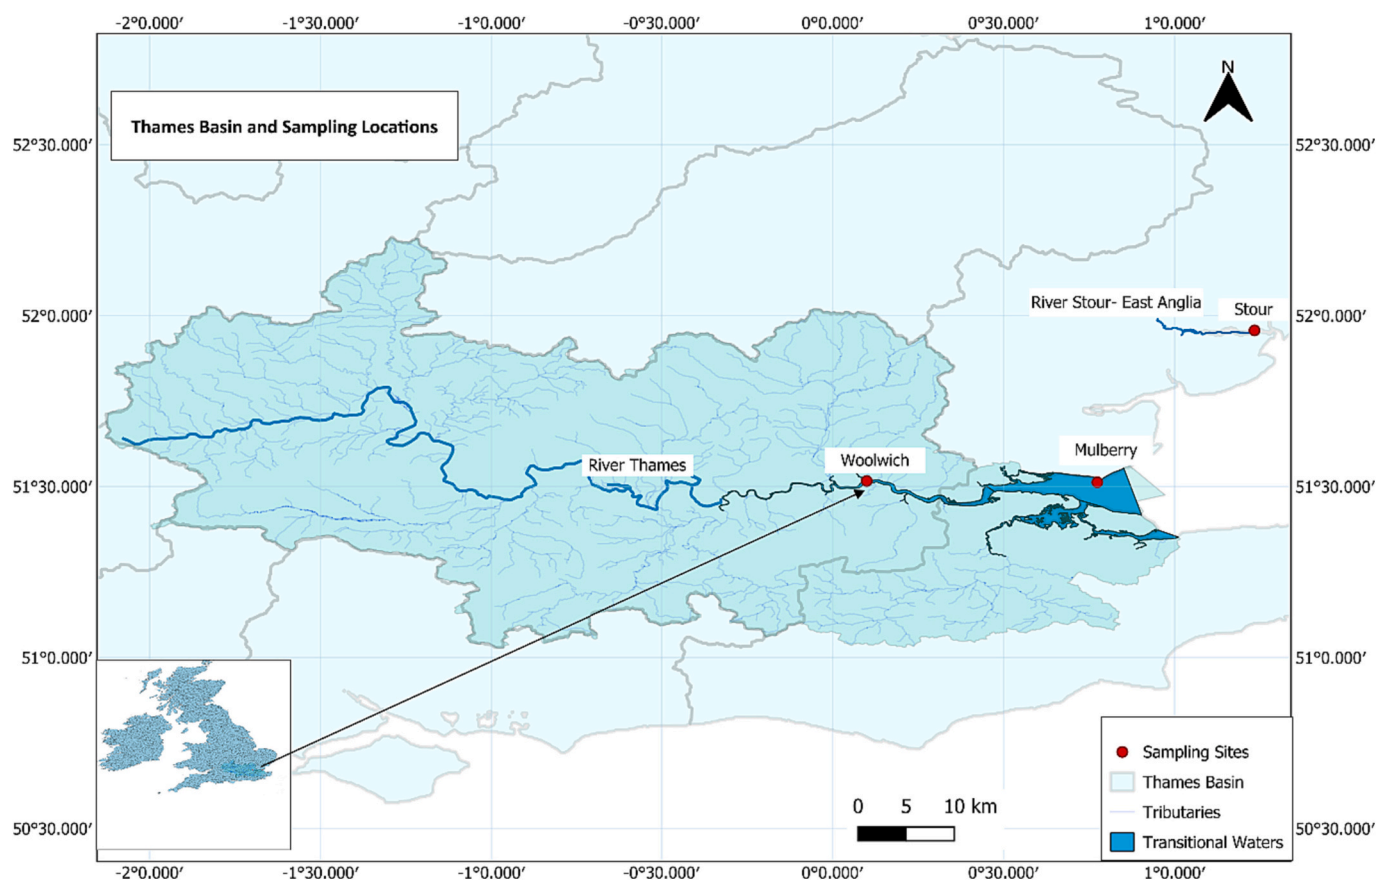 -2°0.000′ -1°30.000′ -1°0.000′ -0°30.000′ 0°0.000′ 0°30.000′ 1°0.000′
N
Thames Basin and Sampling Locations
52°30.000′ 52°30.000′
River Stour- East Anglia
Stour
52°0.000′ 52°0.000′
Mulberry
Woolwich
River Thames
51°30.000′ 51°30.000′
51°0.000′ 51°0.000′
Sampling Sites
Thames Basin
0 5 10 km
Tributaries
50°30.000′ 50°30.000′
Transitional Waters
-2°0.000′ -1°30.000′ -1°0.000′ -0°30.000′ 0°0.000′ 0°30.000′ 1°0.000′